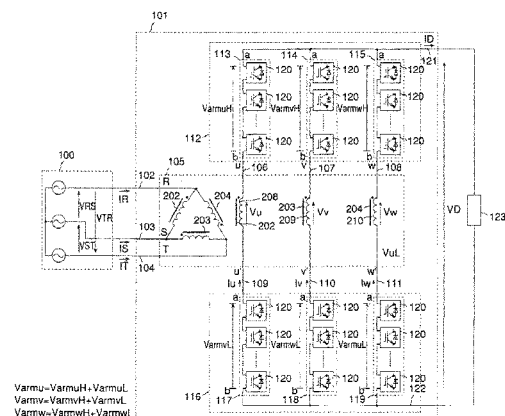 101
ID
121
113 a 114 a 115 a
120 120 120
120 120 120
VarmuH VarmvH VarmwH
120 120 120
112
b b b
u v w
106 107 108
100
102 105 R
IR
202 204
208 203 204
Vu Vv Vw
202 209 210
VRS VTR
VST
103 S 203
IS T
IT 104
VD
123
VuL
u' v' w'
Iu 109 Iv 110 Iw 111
a a a
120 120 120
120 120 120
VarmvL VarmwL VarmuL
120 120 120
b b b
116 117 118 119 122
Varmu=VarmuH+VarmuL
Varmv=VarmvH+VarmvL
Varmw=VarmwH+VarmwL